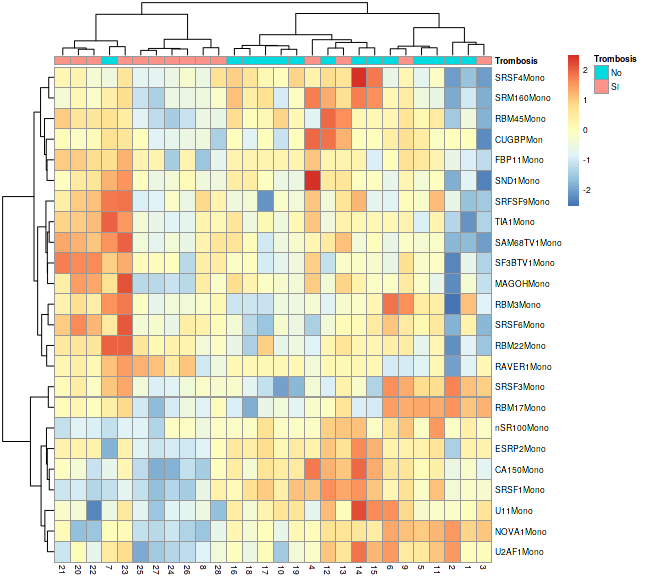 Trombosis
SRSF4Mono
SRM160Mono
RBM45Mono
CUGBPMon
FBP11Mono
SND1Mono
SRFSF9Mono
TIA1Mono
SAM68TV1Mono
SF3BTV1Mono
MAGOHMono
RBM3Mono
SRSF6Mono
RBM22Mono
RAVER1Mono
SRSF3Mono
RBM17Mono
nSR100Mono
ESRP2Mono
CA150Mono
SRSF1Mono
U11Mono
NOVA1Mono
U2AF1Mono
21 20 22 7 23 25 27 24 26 8 28 16 18 17 10 19 4 12 13 14 15 6 9 5 11 2 1 3
2
1
0
-1
-2
Trombosis
No
SI